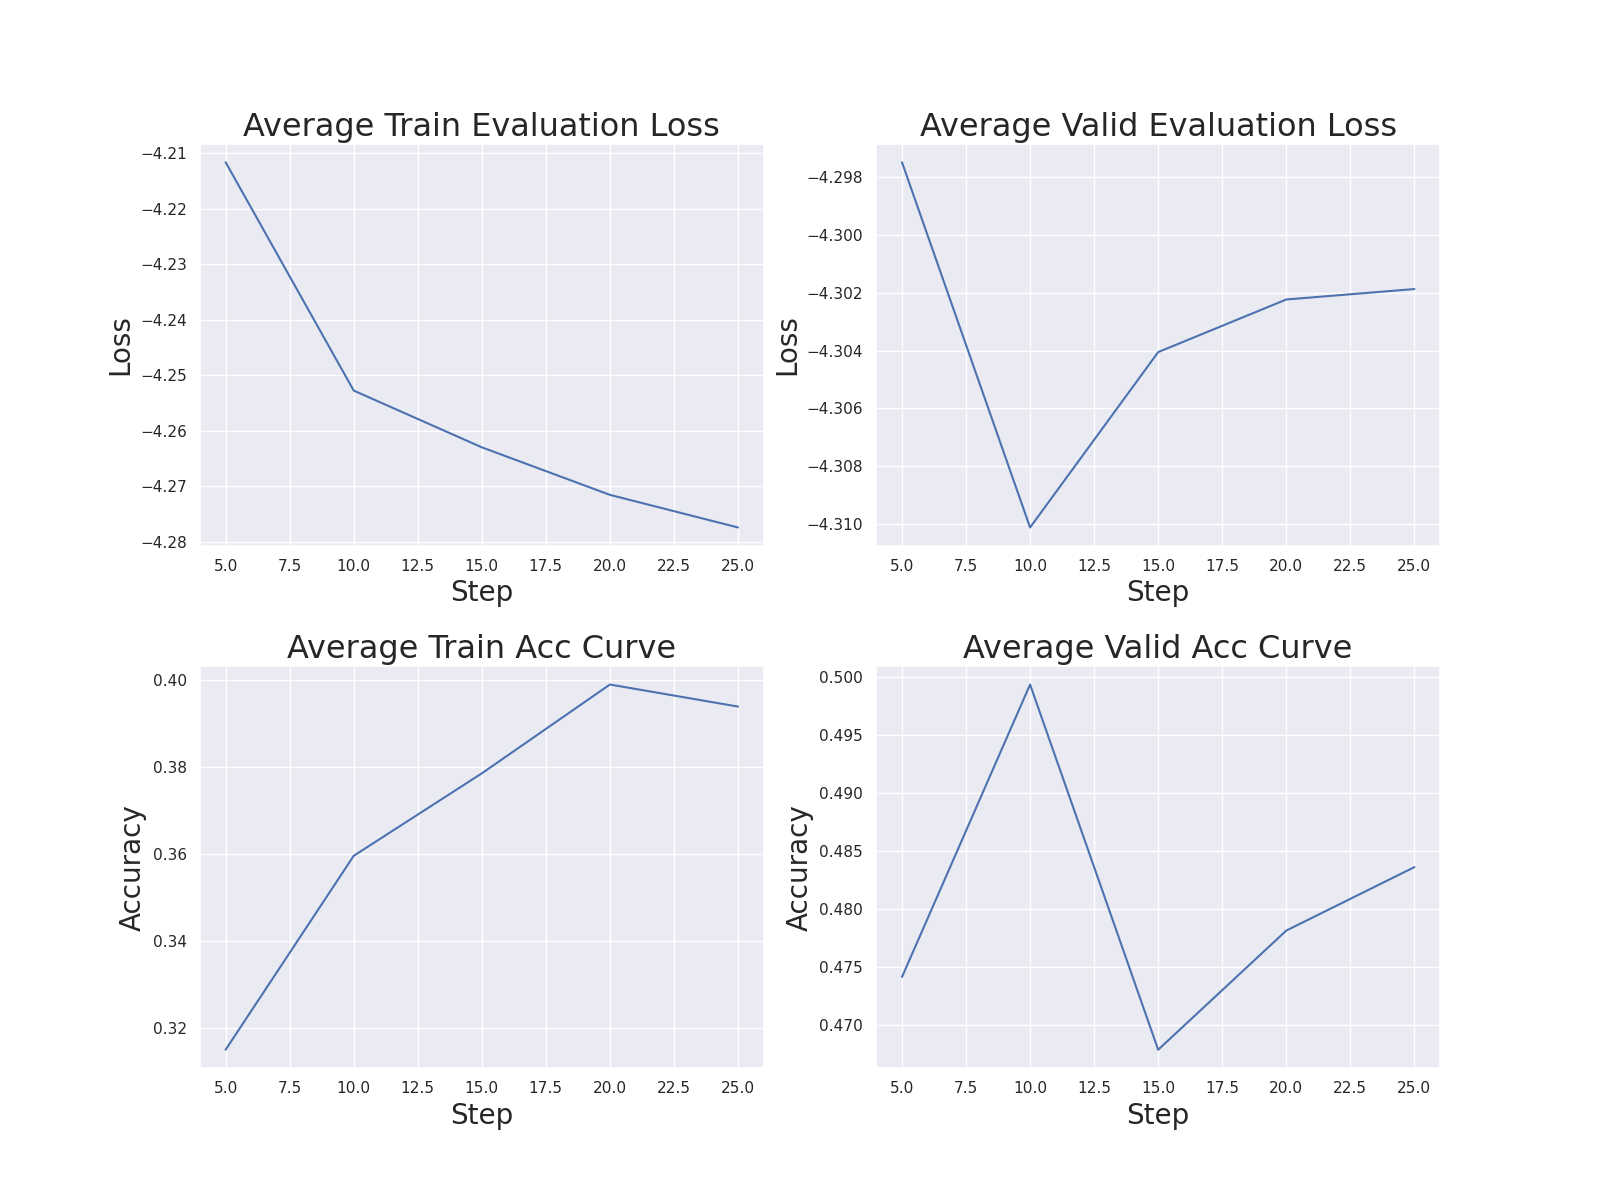 Average Train Evaluation Loss
−4.21
−4.22
−4.23
−4.24
−4.25
−4.26
−4.27
−4.28
Loss
5.0 7.5 10.0 12.5 15.0 17.5 20.0 22.5 25.0
Step
Average Valid Evaluation Loss
−4.298
−4.300
−4.302
−4.304
−4.306
−4.308
−4.310
Loss
5.0 7.5 10.0 12.5 15.0 17.5 20.0 22.5 25.0
Step
Average Train Acc Curve
0.40
0.38
0.36
0.34
0.32
Accuracy
5.0 7.5 10.0 12.5 15.0 17.5 20.0 22.5 25.0
Step
Average Valid Acc Curve
0.500
0.495
0.490
0.485
0.480
0.475
0.470
Accuracy
5.0 7.5 10.0 12.5 15.0 17.5 20.0 22.5 25.0
Step